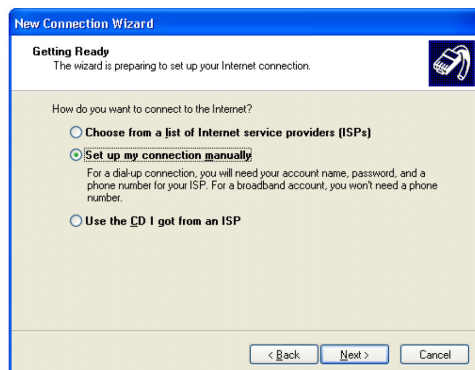 New Connection Wizard
Getting Ready
The wizard is preparing to set up your Internet connection.
How do you want to connect to the Internet?
Choose from a list of Internet service providers (ISPs)
Set up my connection manually
For a dial-up connection, you will need your account name, password, and a
phone number for your ISP. For a broadband account, you won't need a phone
number.
Use the CD I got from an ISP
< Back
Next >
Cancel